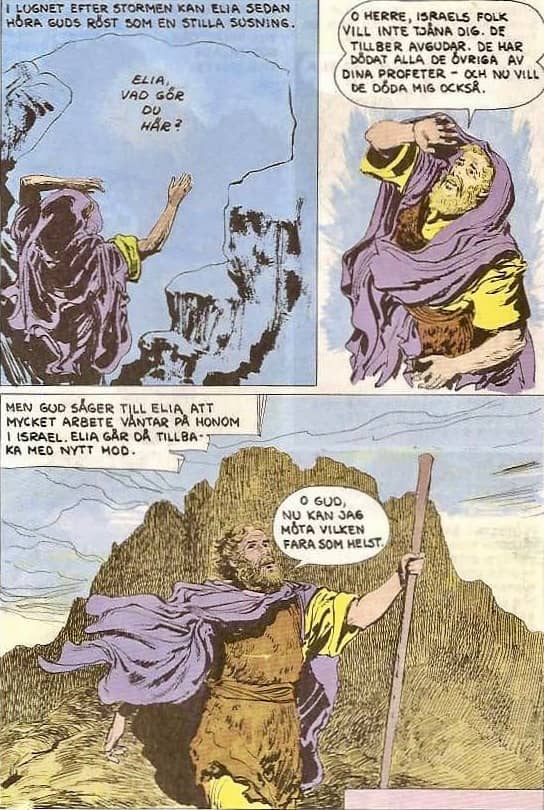 I LUGNET EFTER STORMEN KAN ELIA SEDAN
HÖRA GUDS RÖST SOM EN STILLA SUSNING.
ELIA,
VAD GÖR
DU
HÄR?
O HERRE, ISRAELS FOLK
VILL INTE TJÄNA DIG. DE
TILLBER AVGUDAR. DE HAR
DÖDAT ALLA DE ÖVRIGA AV
DINA PROFETER – OCH NU VILL
DE DÖDA MIG OCKSÅ.
MEN GUD SÄGER TILL ELIA ATT
MYCKET ARBETE VÄNTAR PÅ HONOM
I ISRAEL. ELIA GÅR DÅ TILLBA-
KA MED NYTT MOD.
O GUD,
NU KAN JAG
MÖTA VILKEN
FARA SOM HELST.